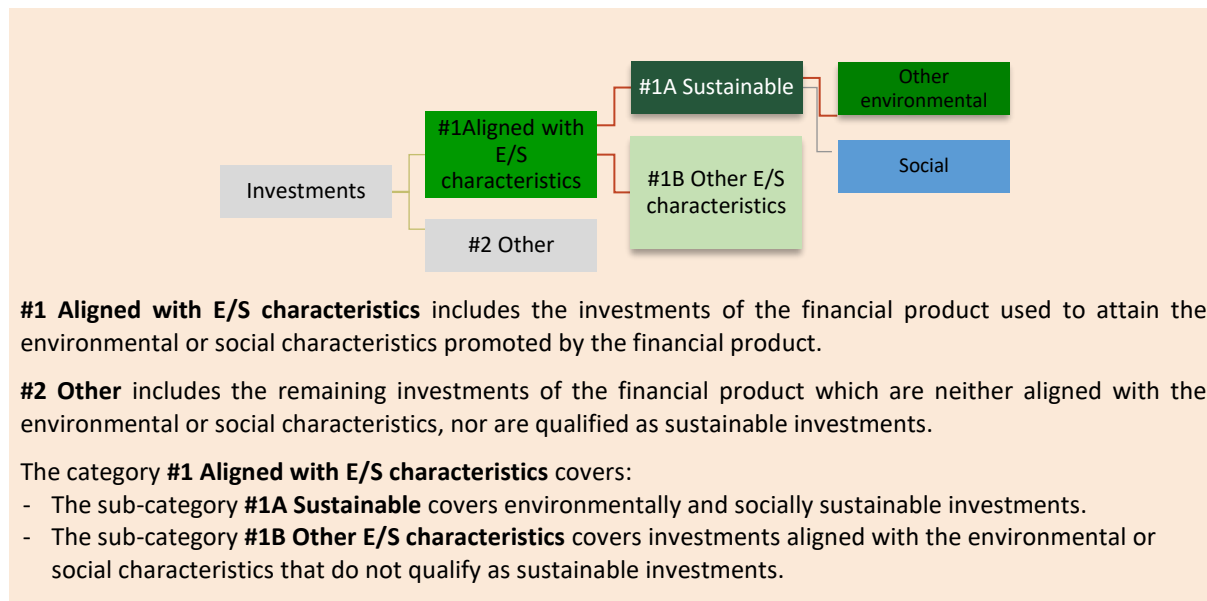 Investments
#1Aligned with
E/S
characteristics
#2 Other
#1A Sustainable
#1B Other E/S
characteristics
Other
environmental
Social
#1 Aligned with E/S characteristics includes the investments of the financial product used to attain the
environmental or social characteristics promoted by the financial product.
#2 Other includes the remaining investments of the financial product which are neither aligned with the
environmental or social characteristics, nor are qualified as sustainable investments.
The category #1 Aligned with E/S characteristics covers:
- The sub-category #1A Sustainable covers environmentally and socially sustainable investments.
- The sub-category #1B Other E/S characteristics covers investments aligned with the environmental or
social characteristics that do not qualify as sustainable investments.